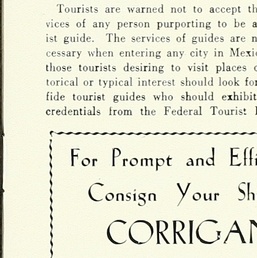 Tourists are warned not to accept th
vices of any person purporting to be a
ist guide. The services of guides are n
cessary when entering any city in Mexic
those tourists desiring to visit places o
torical or typical interest should look for
fide tourist guides who should exhibit
credentials from the Federal Tourist
For Prompt and Effi
Consign Your Sh
CORRIGAN